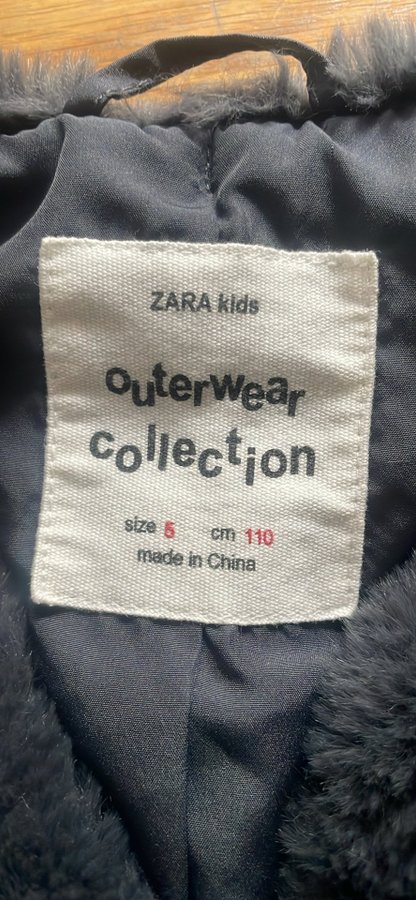 ZARA kids
outerwear
collection
size 5 cm 110
made in China